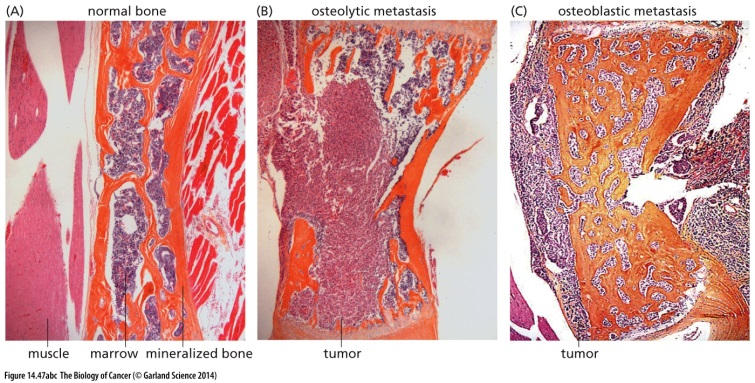 (A) normal bone
(B) osteolytic metastasis
(C) osteoblastic metastasis
muscle marrow mineralized bone
tumor
tumor
Figure 14.47abc The Biology of Cancer (© Garland Science 2014)